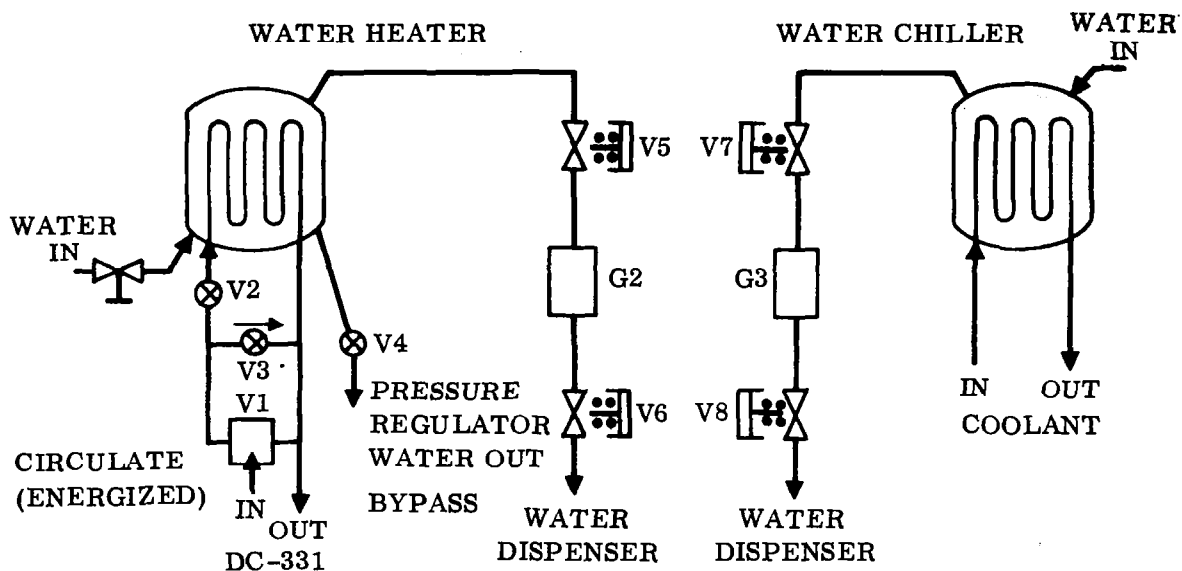 WATER HEATER
WATER CHILLER
WATER
IN
V5
V7
WATER
IN
V2
G2
G3
V3
V4
V1
PRESSURE
REGULATOR
WATER OUT
BYPASS
V6
V8
IN
OUT
COOLANT
CIRCULATE
(ENERGIZED)
IN
OUT
DC-331
WATER
DISPENSER
WATER
DISPENSER